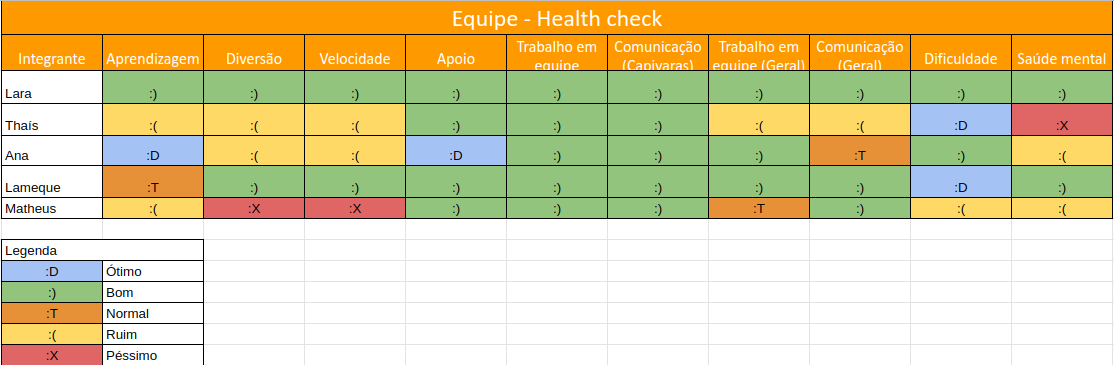 Equipe - Health check
Integrante Aprendizagem Diversão Velocidade Apoio Trabalho em equipe Comunicação (Capivaras) Trabalho em equipe (Geral) Comunicação (Geral) Dificuldade Saúde mental
Lara :) :) :) :) :) :) :) :) :) :)
Thaís :( :( :( :) :) :) :( :( :D :X
Ana :D :( :( :D :) :) :) :T :) :(
Lameque :T :) :) :) :) :) :) :) :D :)
Matheus :( :X :X :) :) :) :T :) :( :(
Legenda
:D Ótimo
:) Bom
:T Normal
:( Ruim
:X Péssimo